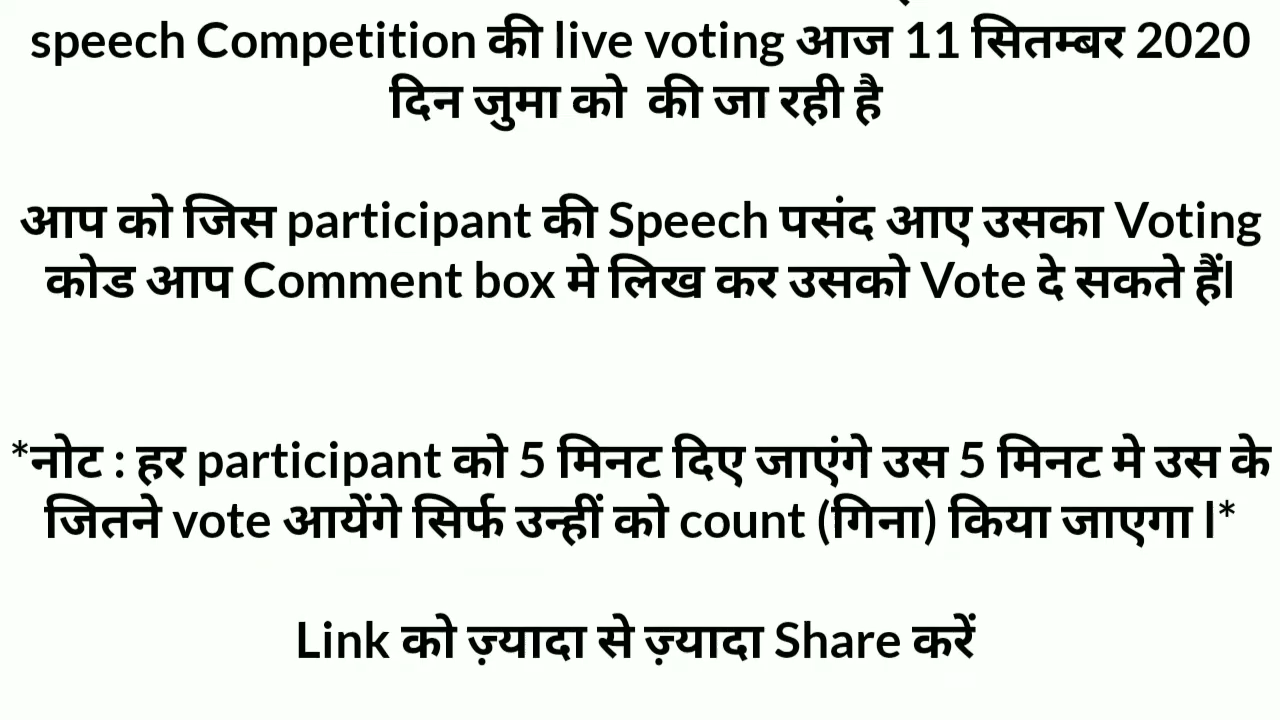 speech Competition की live voting आज 11 सितम्बर 2020
दिन जुमा को की जा रही है
आप को जिस participant की Speech पसंद आए उसका Voting
कोड आप Comment box मे लिख कर उसको Vote दे सकते हैंl
*नोट : हर participant को 5 मिनट दिए जाएंगे उस 5 मिनट मे उस के
जितने vote आयेंगे सिर्फ उन्हीं को count (गिना) किया जाएगा l*
Link को ज़्यादा से ज़्यादा Share करें